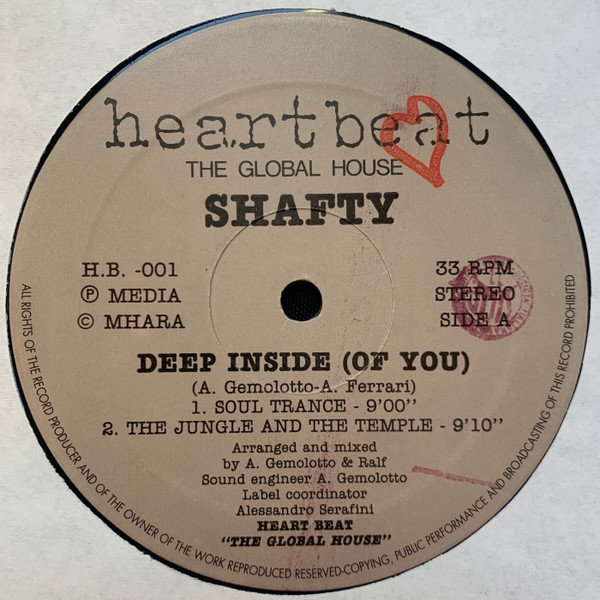 heartbeat
THE GLOBAL HOUSE
SHAFTY
H.B. -001
℗ MEDIA
© MHARA
33 RPM
STEREO
SIDE A
DEEP INSIDE (OF YOU)
(A. Gemolotto-A. Ferrari)
1. SOUL TRANCE - 9'00"
2. THE JUNGLE AND THE TEMPLE - 9'10"
Arranged and mixed
by A. Gemolotto & Ralf
Sound engineer A. Gemolotto
Label coordinator
Alessandro Serafini
HEART BEAT
"THE GLOBAL HOUSE"
ALL RIGHTS OF THE RECORD PRODUCER AND OF THE OWNER OF THE WORK REPRODUCED RESERVED-COPYING, PUBLIC PERFORMANCE AND BROADCASTING OF THIS RECORD PROHIBITED